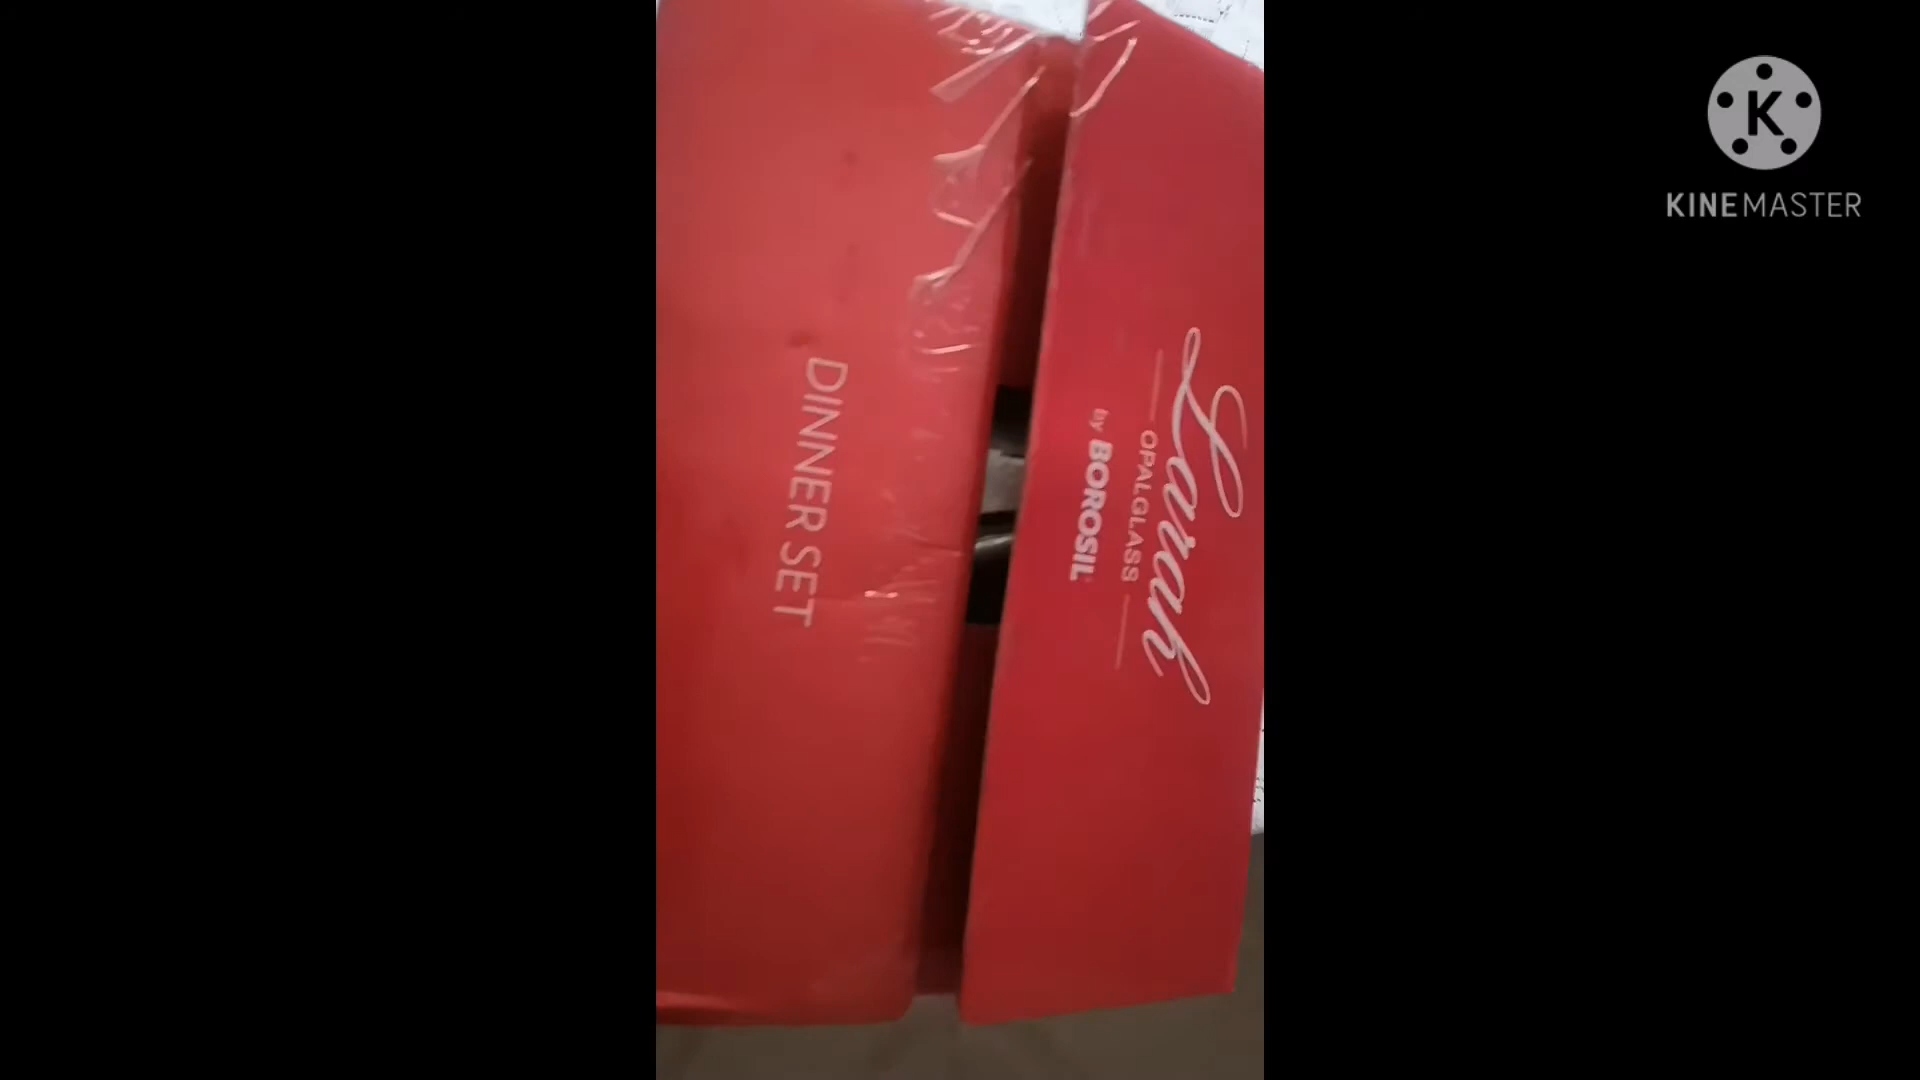 Larah
OPALGLASS
by BOROSIL
DINNER SET
K
KINEMASTER